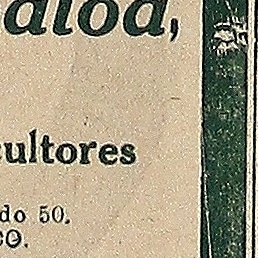 aloa,
cultores
do 50.
CO.